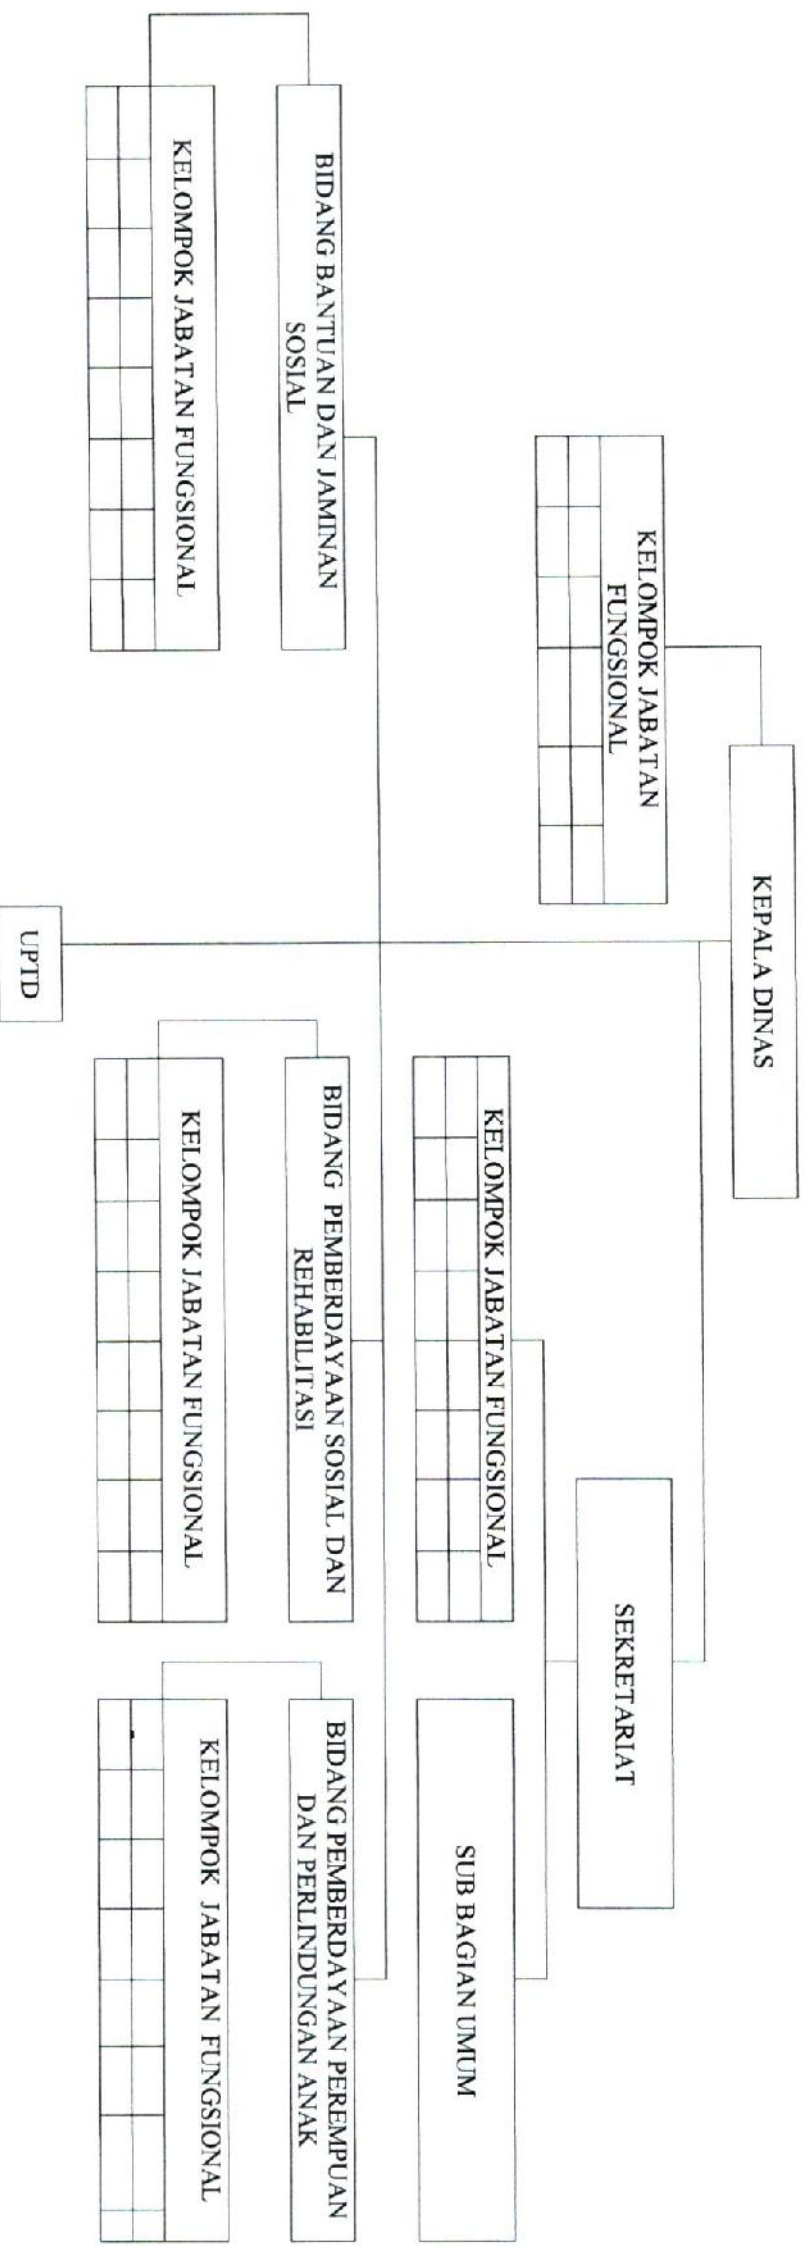 KEPALA DINAS
KELOMPOK JABATAN
FUNGSIONAL
SEKRETARIAT
KELOMPOK JABATAN FUNGSIONAL
SUB BAGIAN UMUM
BIDANG BANTUAN DAN JAMINAN
SOSIAL
BIDANG PEMBERDAYAAN SOSIAL DAN
REHABILITASI
BIDANG PEMBERDAYAAN PEREMPUAN
DAN PERLINDUNGAN ANAK
KELOMPOK JABATAN FUNGSIONAL
KELOMPOK JABATAN FUNGSIONAL
KELOMPOK JABATAN FUNGSIONAL
UPTD